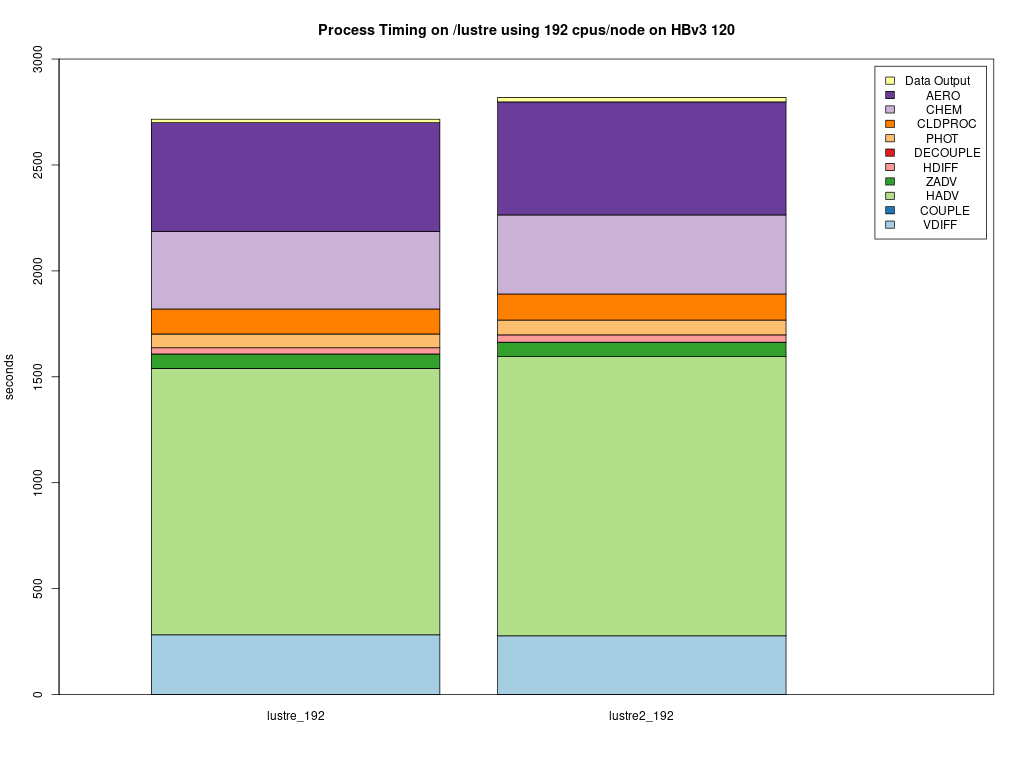 Process Timing on /lustre using 192 cpus/node on HBv3 120
3000
2500
2000
1500
1000
500
0
seconds
Data Output
AERO
CHEM
CLDPROC
PHOT
DECOUPLE
HDIFF
ZADV
HADV
COUPLE
VDIFF
lustre_192
lustre2_192